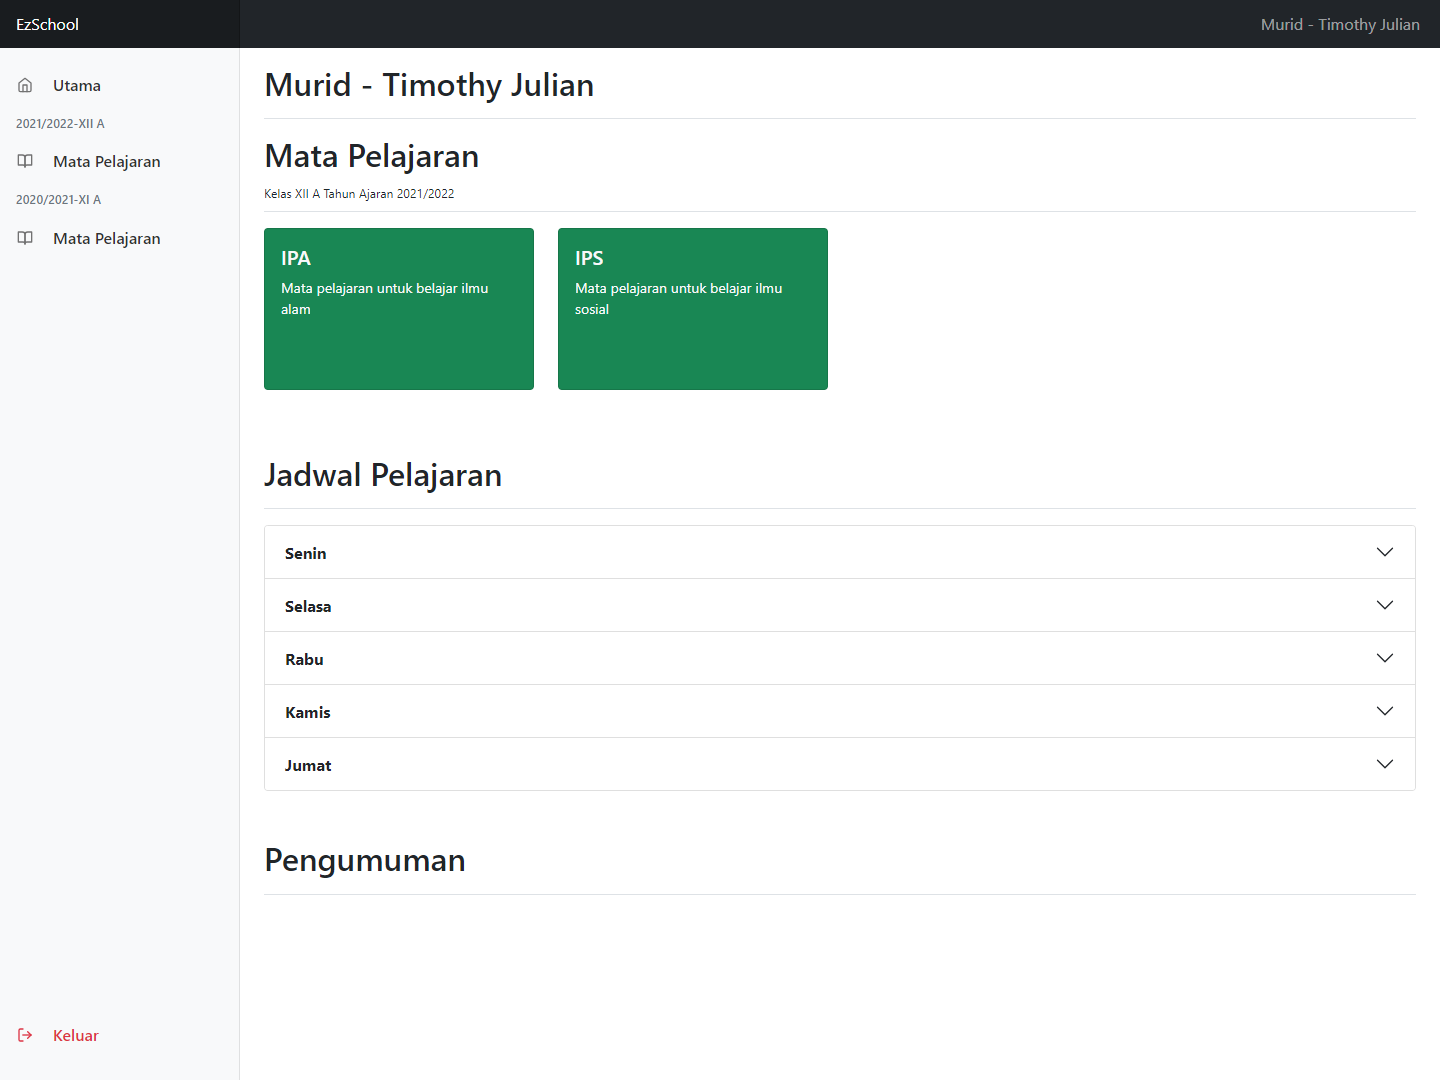 EzSchool
Murid - Timothy Julian
Utama
2021/2022-XII A
Mata Pelajaran
2020/2021-XI A
Mata Pelajaran
Keluar
Murid - Timothy Julian
Mata Pelajaran
Kelas XII A Tahun Ajaran 2021/2022
IPA
Mata pelajaran untuk belajar ilmu
alam
IPS
Mata pelajaran untuk belajar ilmu
sosial
Jadwal Pelajaran
Senin
Selasa
Rabu
Kamis
Jumat
Pengumuman